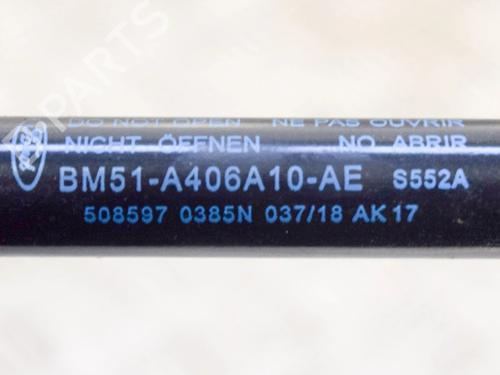 DO NOT OPEN NE PAS OUVRIR
NICHT ÖFFNEN NO ABRIR
BM51-A406A10-AE S552A
508597 0385N 037/18 AK17